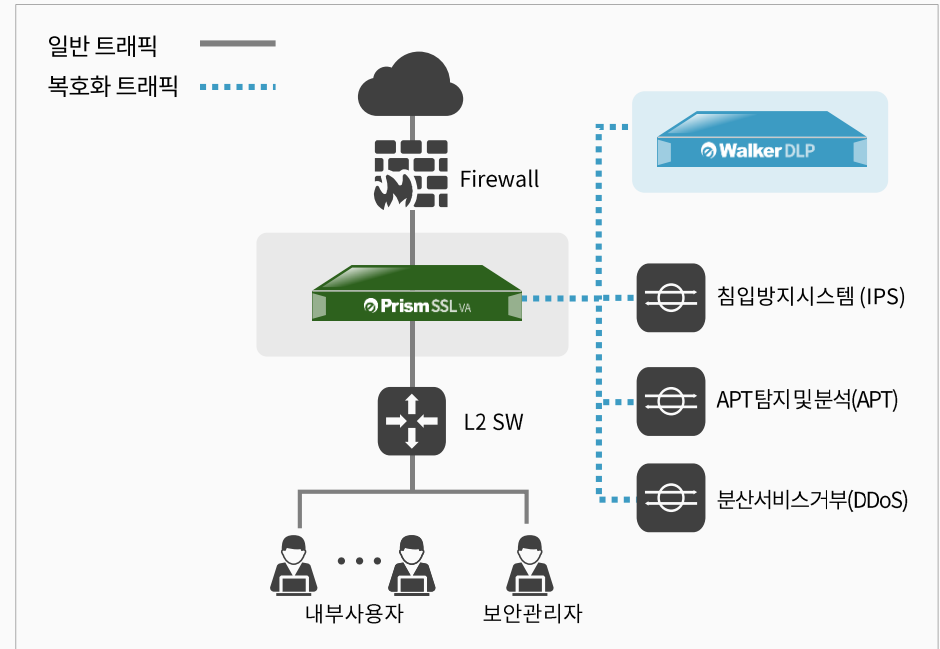 일반 트래픽
복호화 트래픽
Firewall
Walker DLP
Prism SSL VA
침입방지시스템 (IPS)
APT 탐지 및 분석(APT)
L2 SW
분산서비스거부(DDoS)
내부사용자
보안관리자